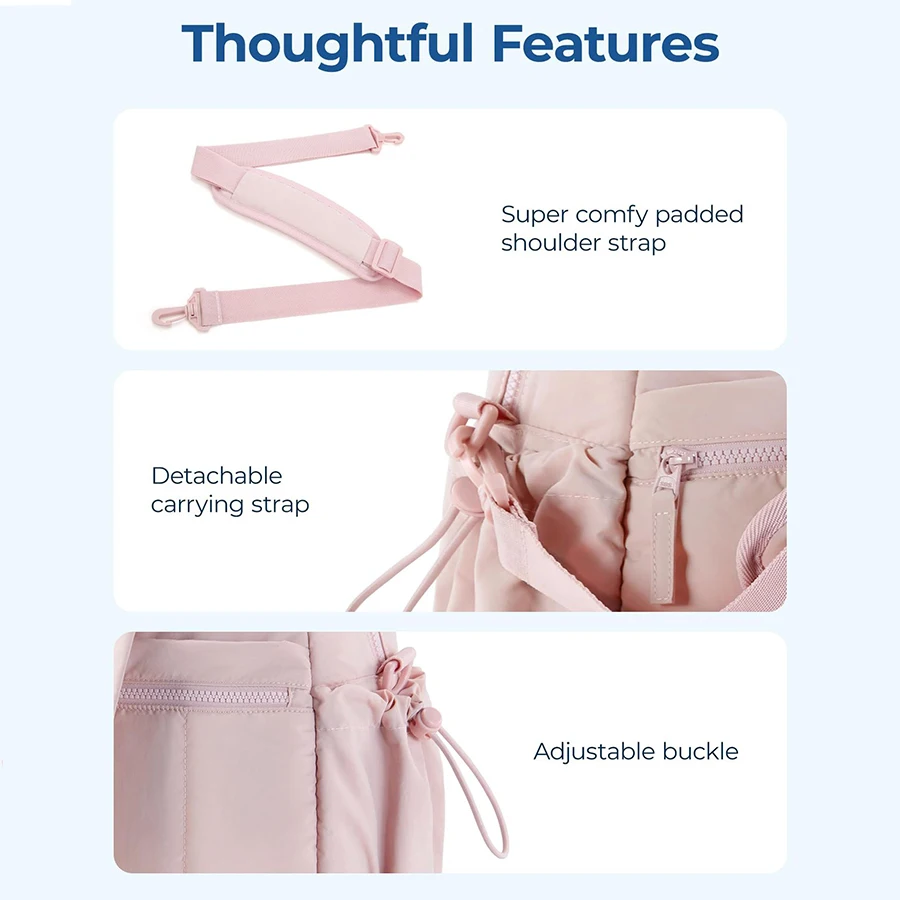 Thoughtful Features
Super comfy padded
shoulder strap
Detachable
carrying strap
Adjustable buckle